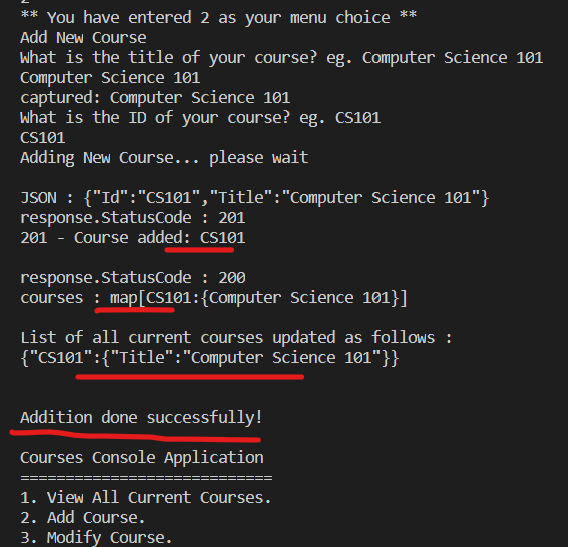 ** You have entered 2 as your menu choice **
Add New Course
What is the title of your course? eg. Computer Science 101
Computer Science 101
captured: Computer Science 101
What is the ID of your course? eg. CS101
CS101
Adding New Course... please wait
JSON : {"Id":"CS101","Title":"Computer Science 101"}
response.StatusCode : 201
201 - Course added: CS101
response.StatusCode : 200
courses : map[CS101:{Computer Science 101}]
List of all current courses updated as follows :
{"CS101":{"Title":"Computer Science 101"}}
Addition done successfully!
Courses Console Application
============================
1. View All Current Courses.
2. Add Course.
3. Modify Course.